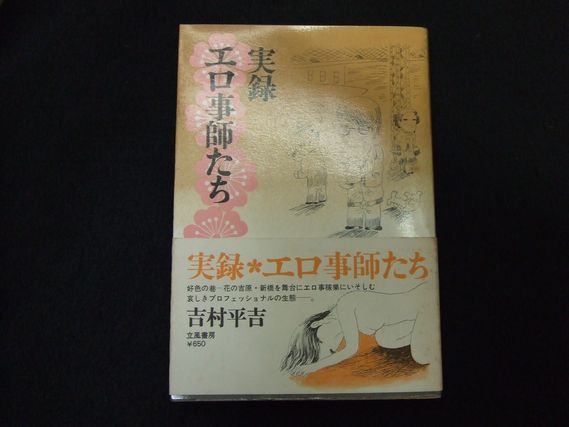 実録
エロ事師たち
実録*エロ事師たち
好色の巷―花の吉原・新橋を舞台にエロ事稼業にいそしむ
哀しきプロフェッショナルの生態――。
吉村平吉
立風書房
¥650